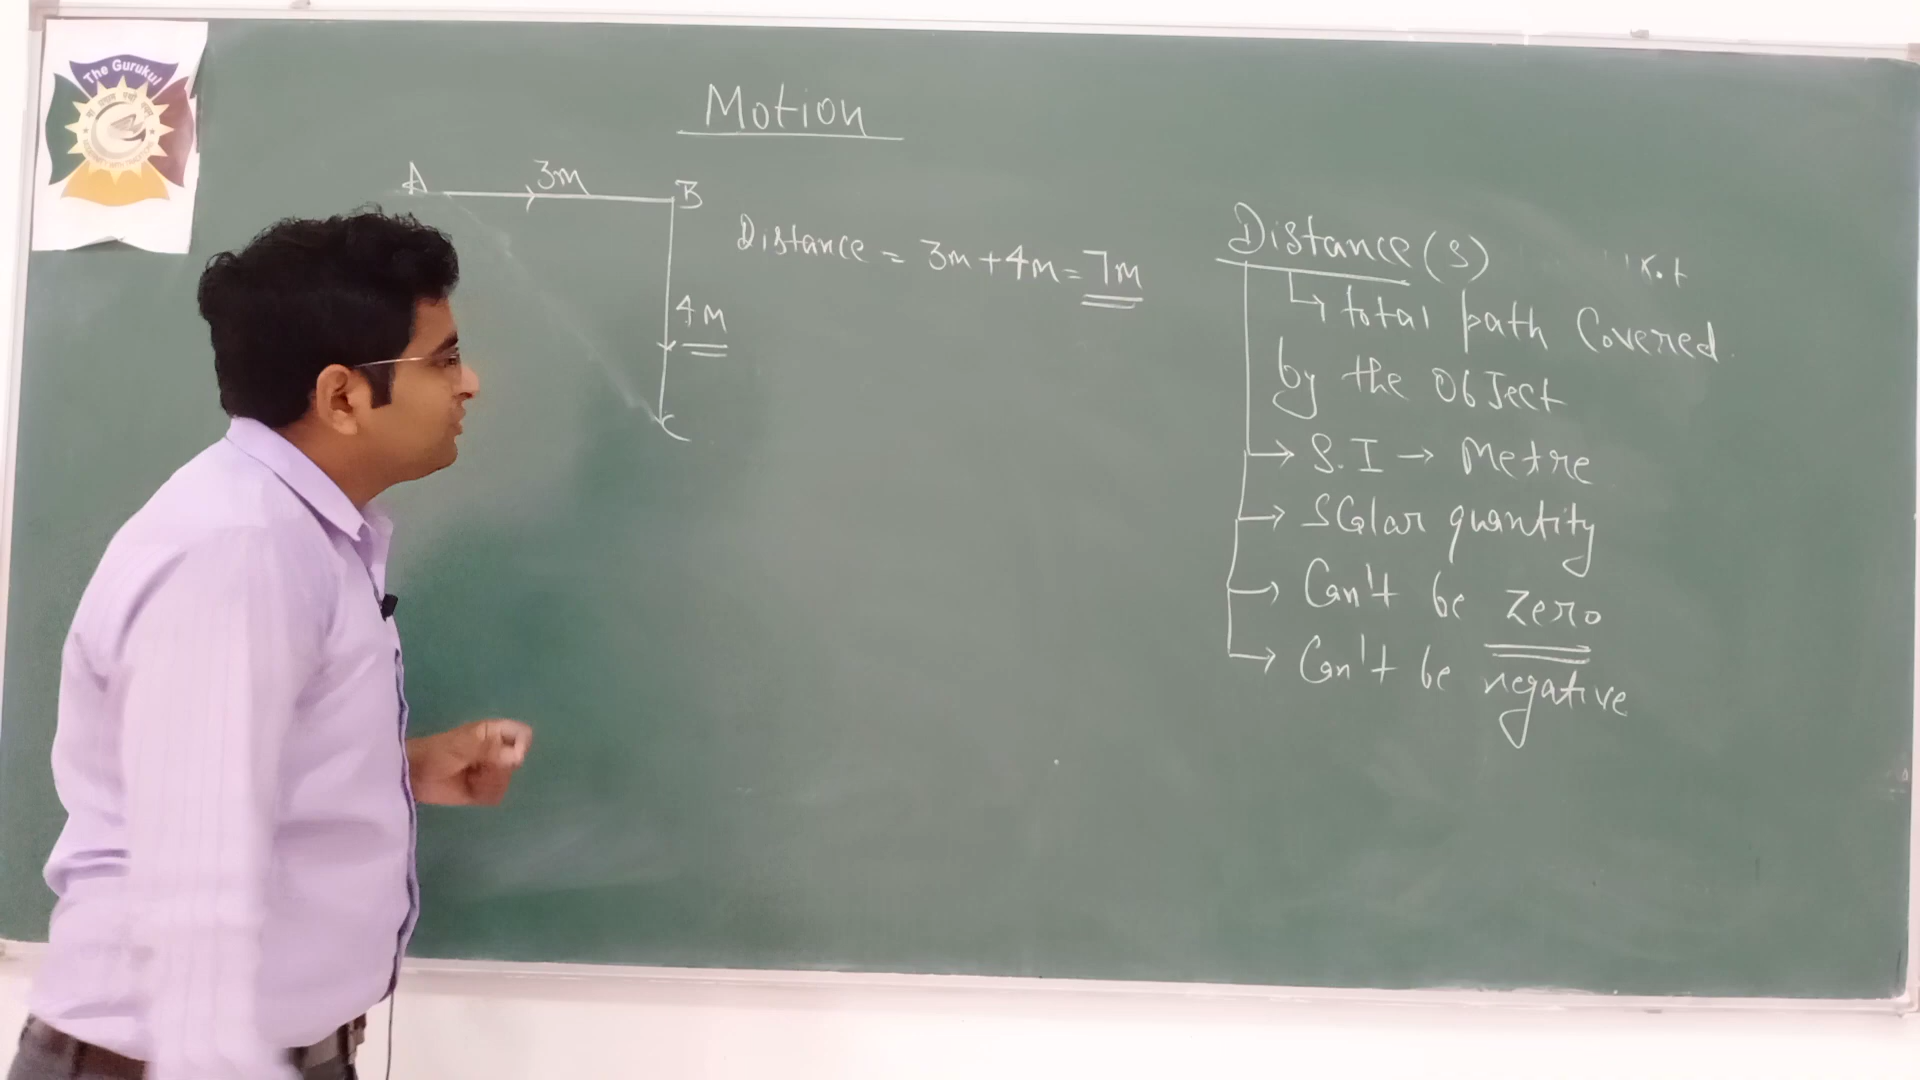 The Gurukul
Motion
A 3m B
Distance = 3m + 4m = 7m
4m
C
Distance (s)
total path Covered
by the Object
S.I → Metre
Scalar quantity
Can't be zero
Can't be negative